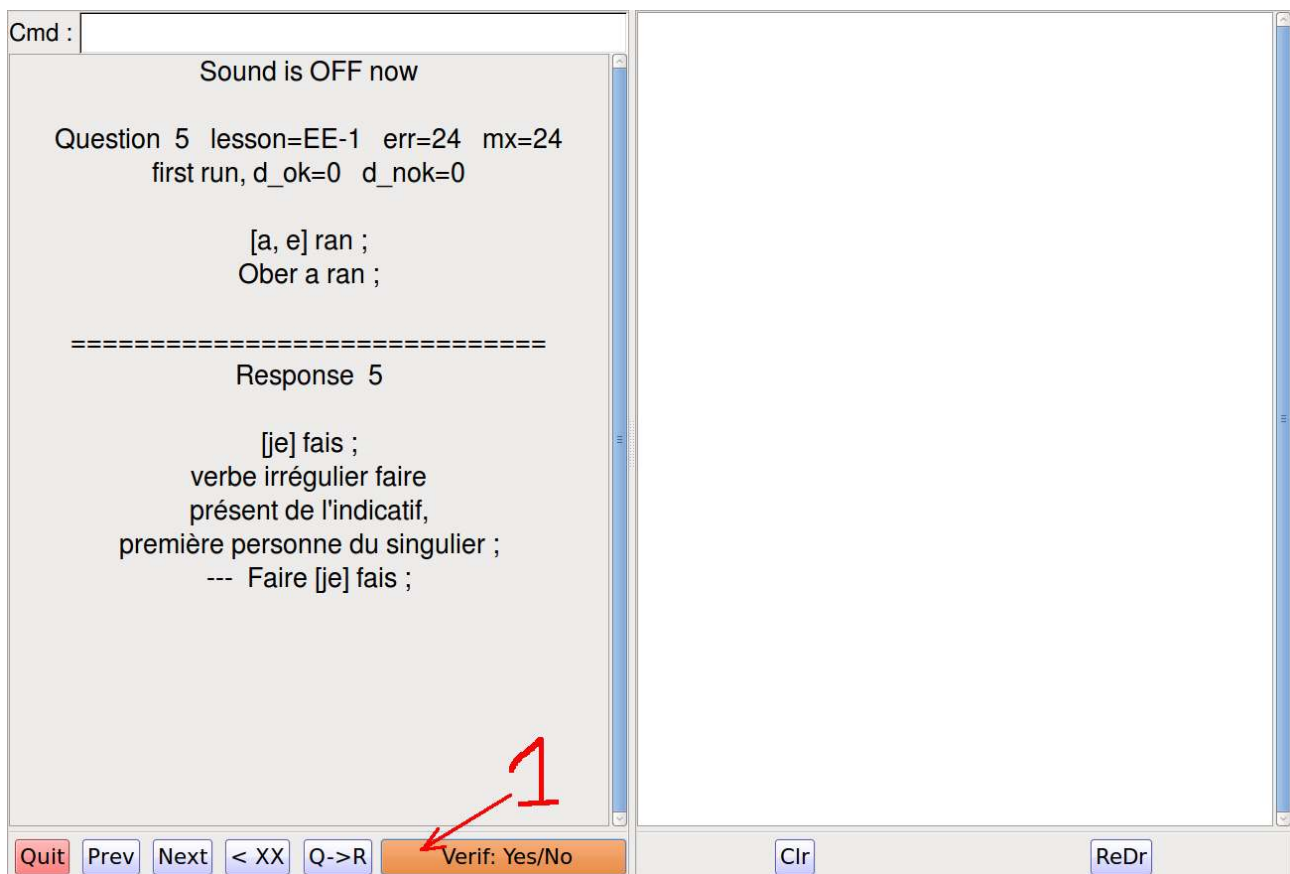 Cmd :
Sound is OFF now
Question 5 lesson=EE-1 err=24 mx=24
first run, d_ok=0 d_nok=0
[a, e] ran ;
Ober a ran ;
==============================
Response 5
[je] fais ;
verbe irrégulier faire
présent de l'indicatif,
première personne du singulier ;
--- Faire [je] fais ;
1
Quit Prev Next < XX Q->R Verif: Yes/No Clr ReDr